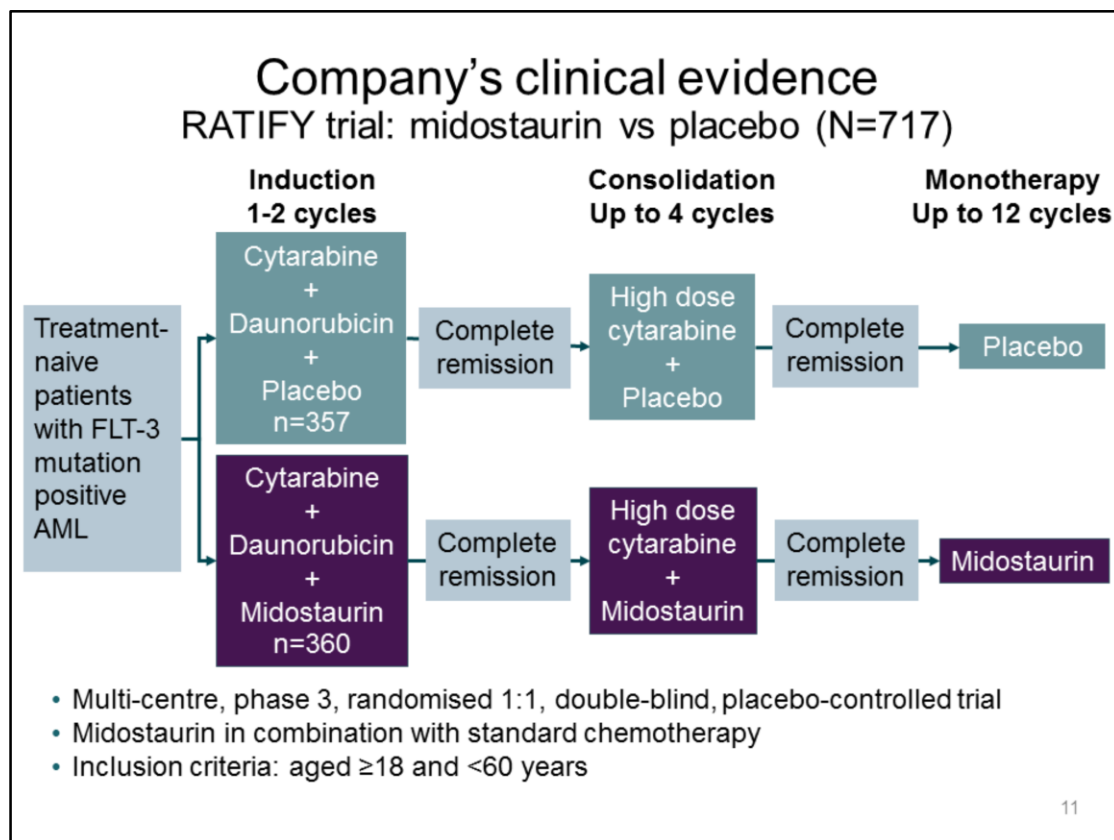 Company's clinical evidence
RATIFY trial: midostaurin vs placebo (N=717)
Induction
1-2 cycles
Consolidation
Up to 4 cycles
Monotherapy
Up to 12 cycles
Treatment-
naive
patients
with FLT-3
mutation
positive
AML
Cytarabine
+
Daunorubicin
+
Placebo
n=357
Complete
remission
High dose
cytarabine
+
Placebo
Complete
remission
Placebo
Cytarabine
+
Daunorubicin
+
Midostaurin
n=360
Complete
remission
High dose
cytarabine
+
Midostaurin
Complete
remission
Midostaurin
• Multi-centre, phase 3, randomised 1:1, double-blind, placebo-controlled trial
• Midostaurin in combination with standard chemotherapy
• Inclusion criteria: aged ≥18 and <60 years
11